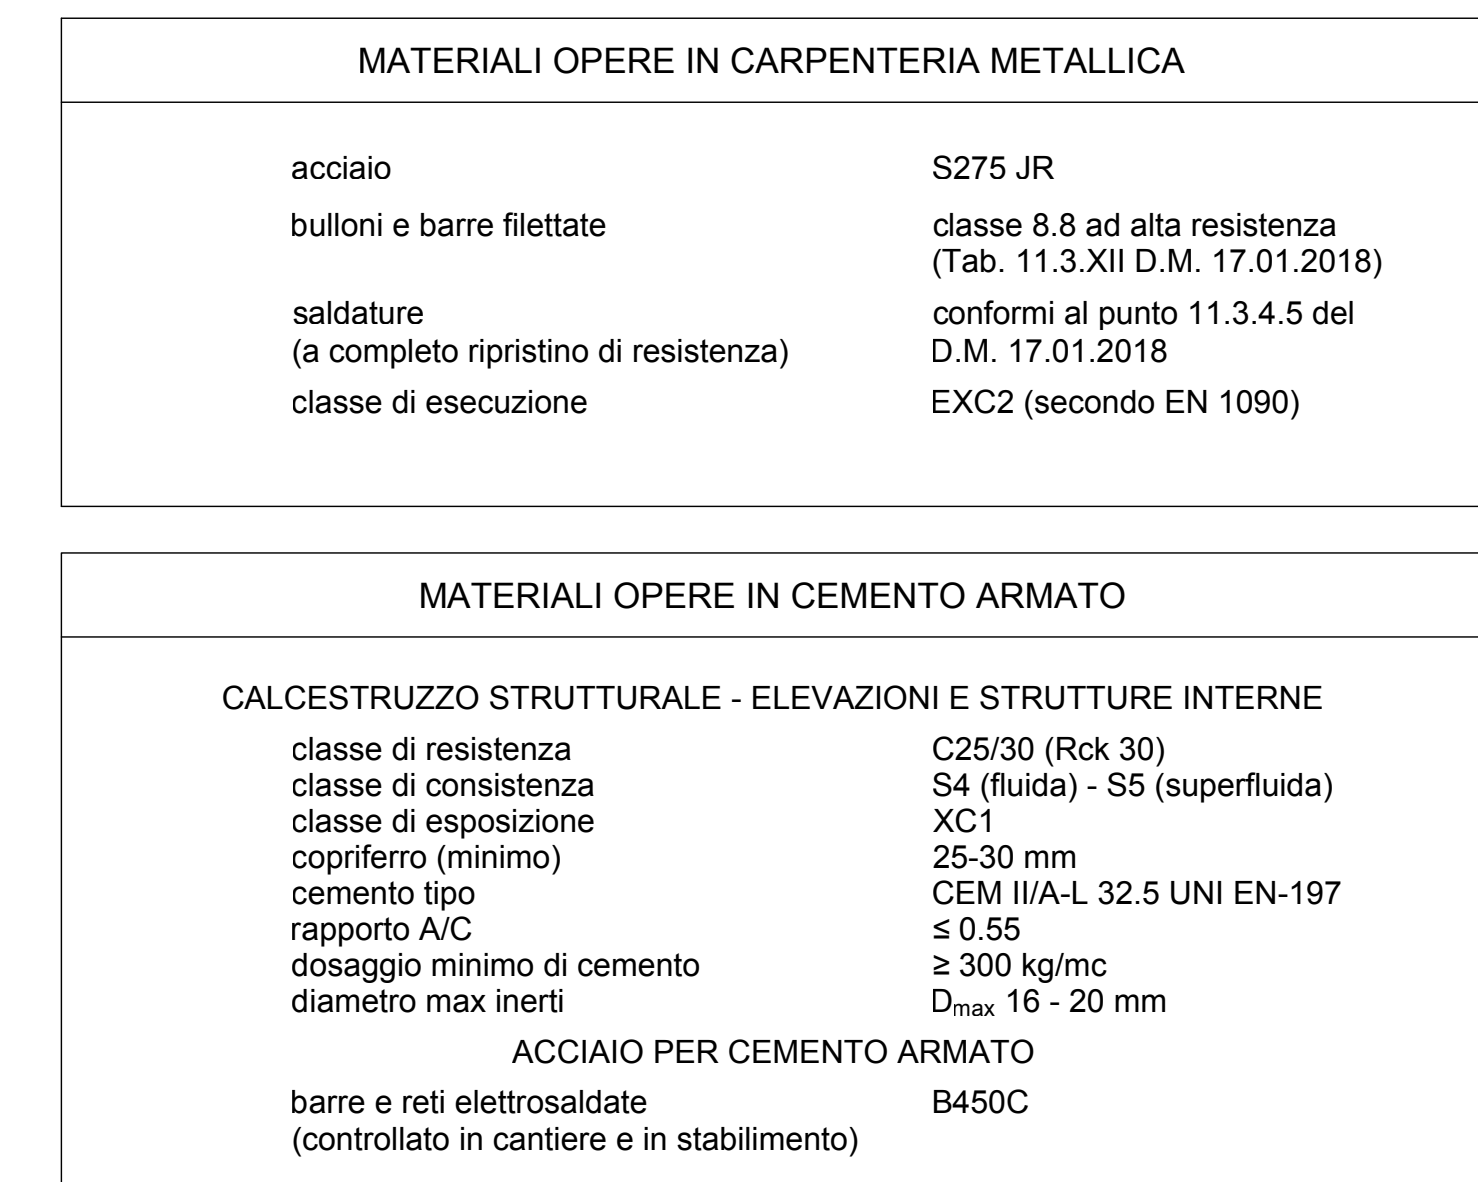 MATERIALI OPERE IN CARPENTERIA METALLICA
acciaio S275 JR
bulloni e barre filettate classe 8.8 ad alta resistenza
(Tab. 11.3.XII D.M. 17.01.2018)
saldature conformi al punto 11.3.4.5 del
(a completo ripristino di resistenza) D.M. 17.01.2018
classe di esecuzione EXC2 (secondo EN 1090)
MATERIALI OPERE IN CEMENTO ARMATO
CALCESTRUZZO STRUTTURALE - ELEVAZIONI E STRUTTURE INTERNE
classe di resistenza C25/30 (Rck 30)
classe di consistenza S4 (fluida) - S5 (superfluida)
classe di esposizione XC1
copriferro (minimo) 25-30 mm
cemento tipo CEM II/A-L 32.5 UNI EN-197
rapporto A/C ≤ 0.55
dosaggio minimo di cemento ≥ 300 kg/mc
diametro max inerti Dmax 16 - 20 mm
ACCIAIO PER CEMENTO ARMATO
barre e reti elettrosaldate B450C
(controllato in cantiere e in stabilimento)